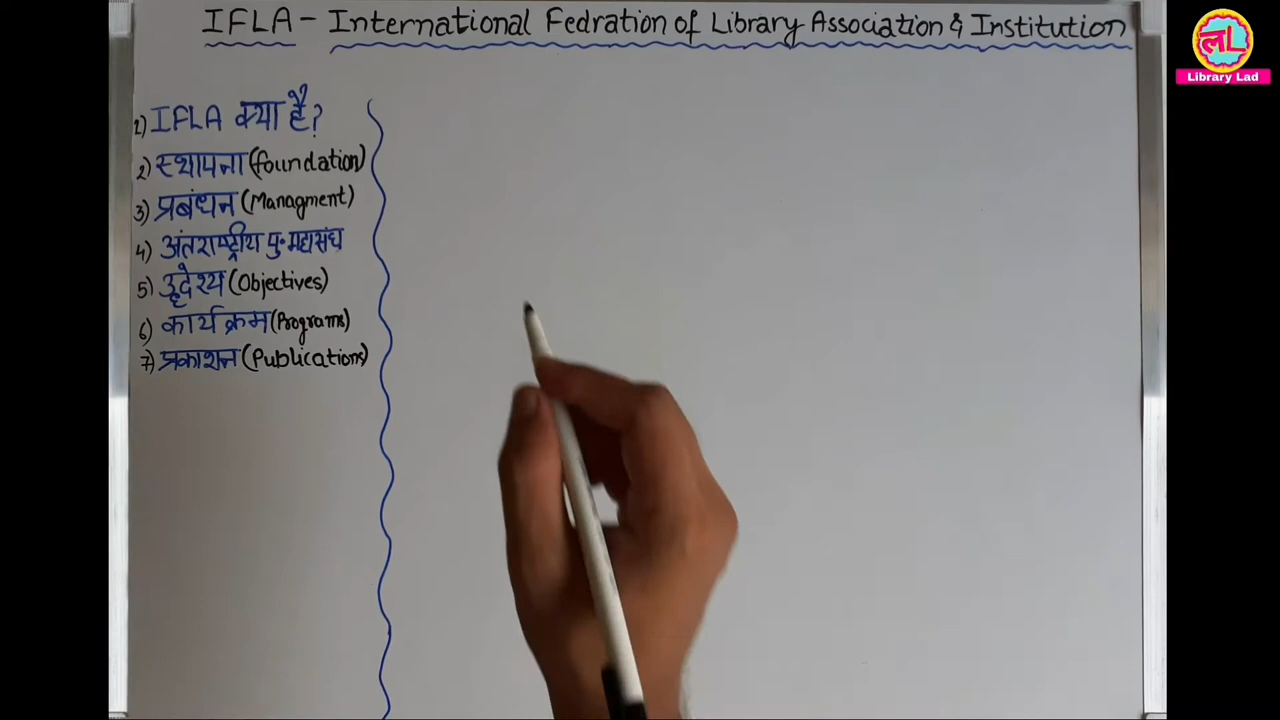 IFLA - International Fedration of Library Association & Institution
लL
Library Lad
1) IFLA क्या है?
2) स्थापना (foundation)
3) प्रबंधन (Managment)
4) अंतराष्ट्रीय पु. महासंघ
5) उद्देश्य (Objectives)
6) कार्यक्रम (Programs)
7) प्रकाशन (Publications)